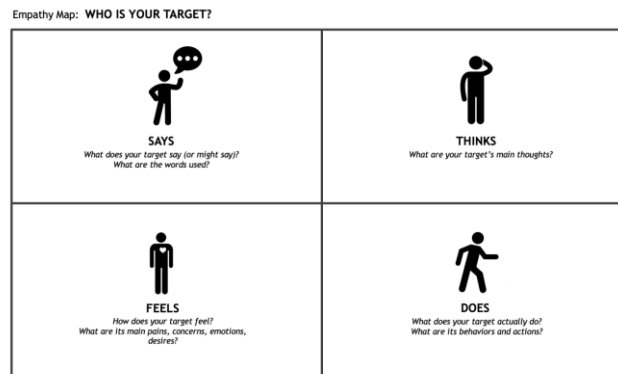 Empathy Map: WHO IS YOUR TARGET?
SAYS
What does your target say (or might say)?
What are the words used?
THINKS
What are your target's main thoughts?
FEELS
How does your target feel?
What are its main pains, concerns, emotions,
desires?
DOES
What does your target actually do?
What are its behaviors and actions?